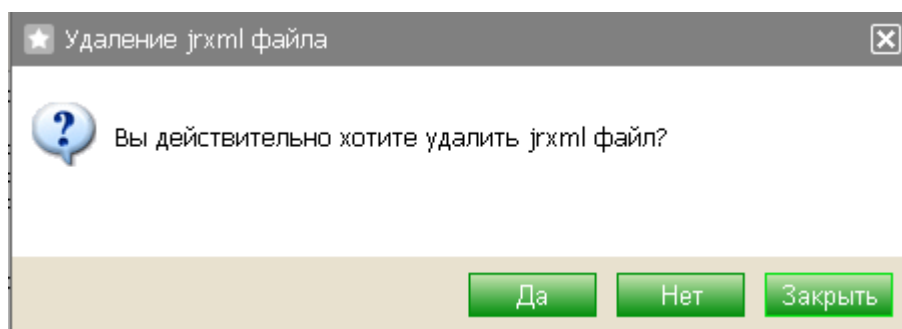 Удаление jrxml файла
Вы действительно хотите удалить jrxml файл?
Да Нет Закрыть